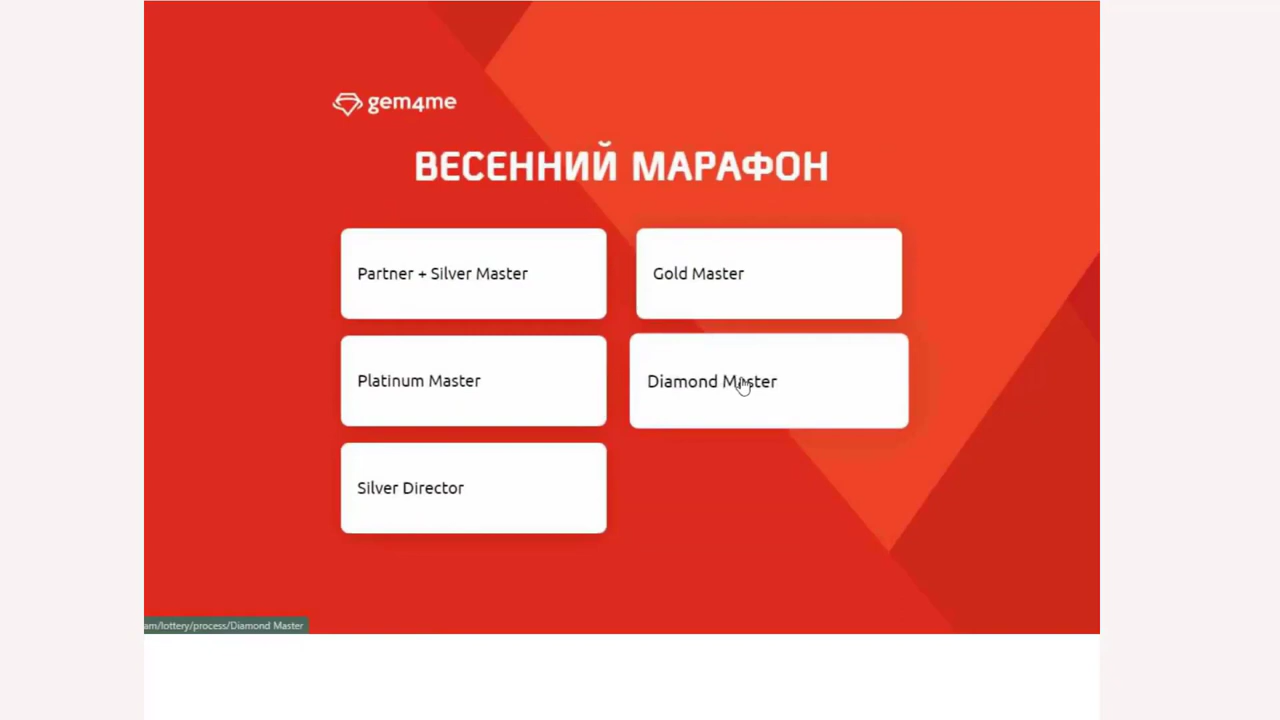 gem4me
ВЕСЕННИЙ МАРАФОН
Partner + Silver Master
Gold Master
Platinum Master
Diamond Master
Silver Director
am/lottery/process/Diamond Master